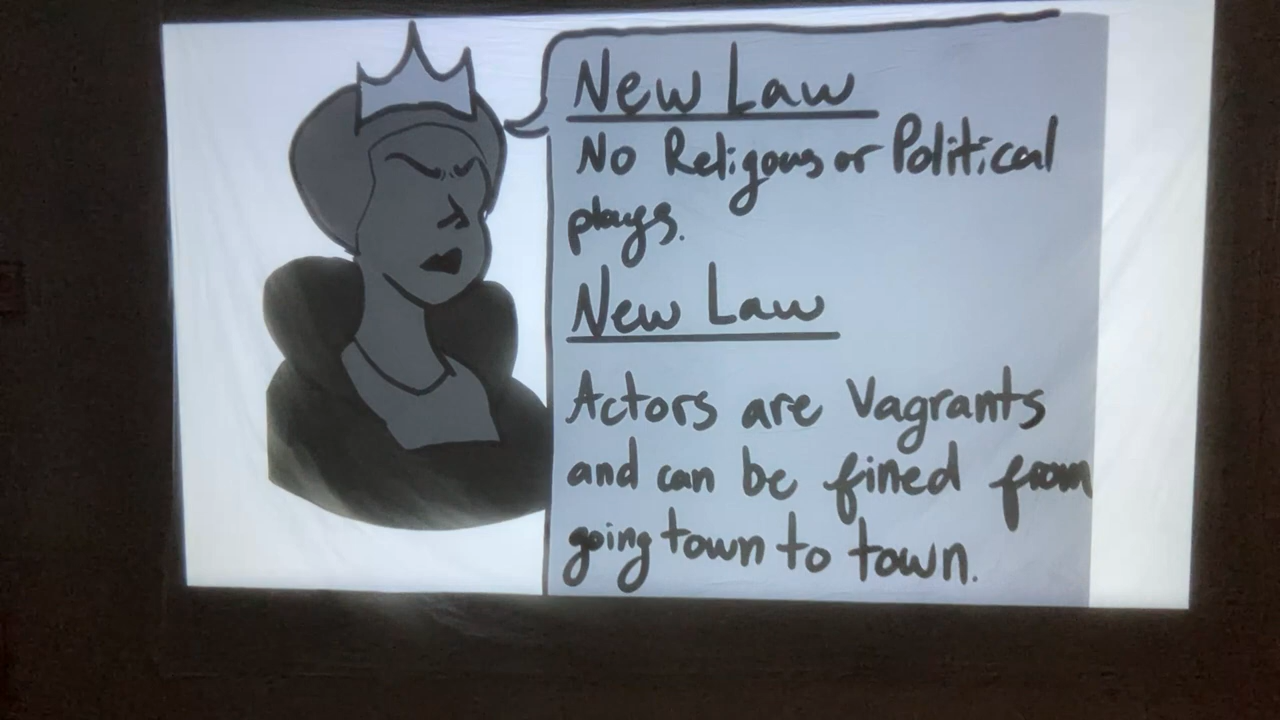 New Law
No Religous or Political
plays.
New Law
Actors are Vagrants
and can be fined from
going town to town.